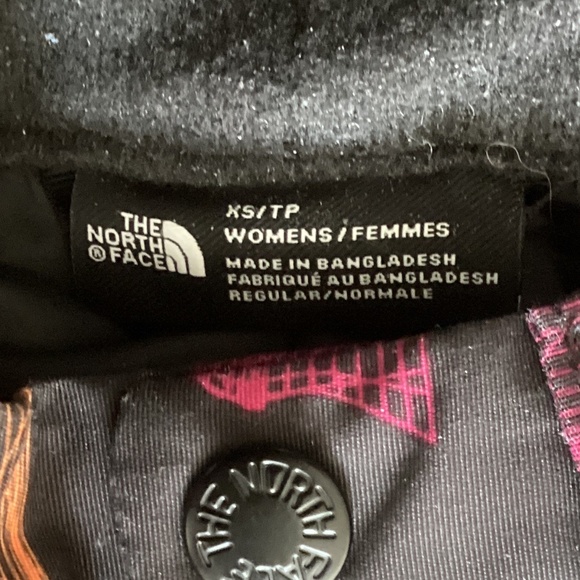 THE
NORTH
FACE®
XS/TP
WOMENS/FEMMES
MADE IN BANGLADESH
FABRIQUÉ AU BANGLADESH
REGULAR/NORMALE
THE NORTH FACE